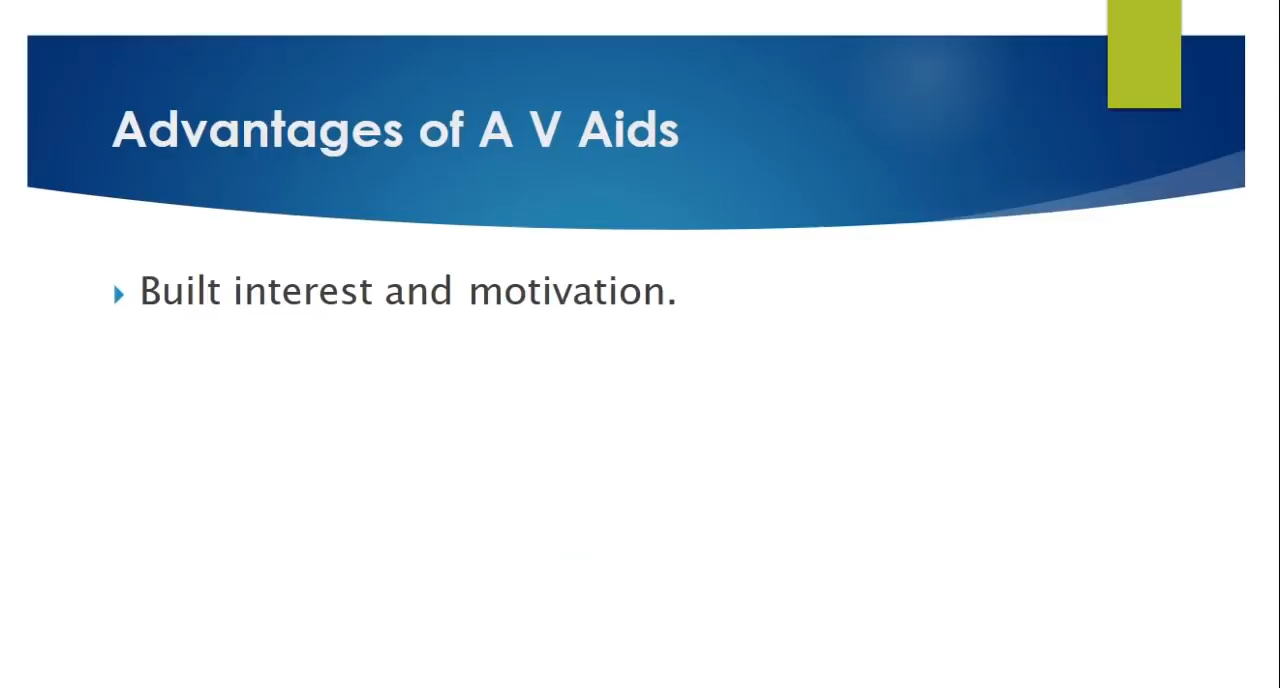 Advantages of A V Aids
Built interest and motivation.